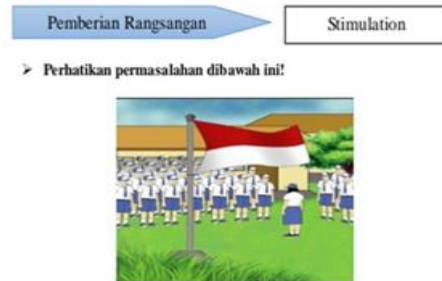 Pemberian Rangsangan
Stimulation
➤ Perhatikan permasalahan dibawah ini!